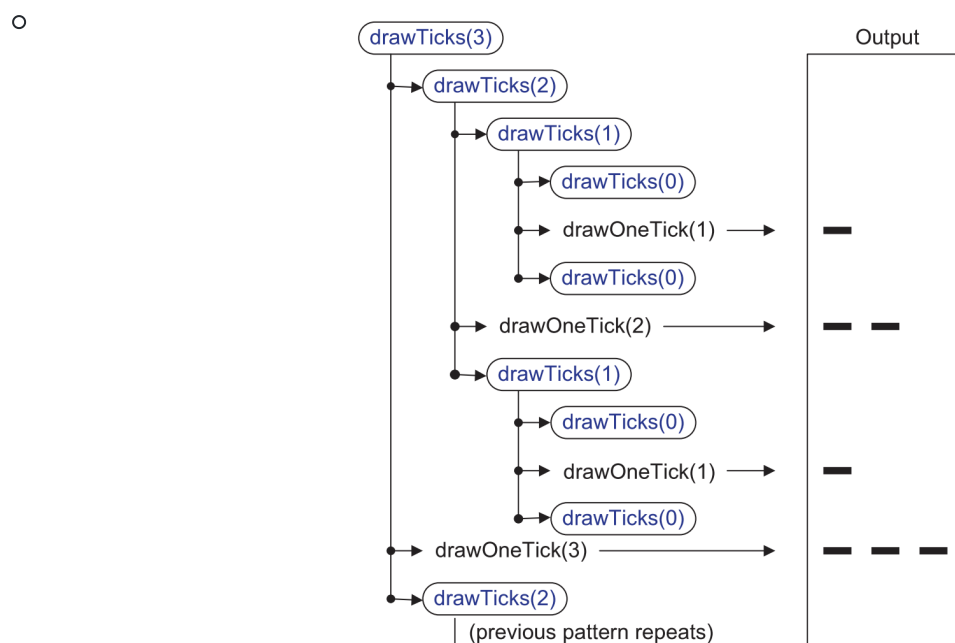 drawTicks(3)
Output
drawTicks(2)
drawTicks(1)
drawTicks(0)
drawOneTick(1)
drawTicks(0)
drawOneTick(2)
drawTicks(1)
drawTicks(0)
drawOneTick(1)
drawTicks(0)
drawOneTick(3)
drawTicks(2)
(previous pattern repeats)